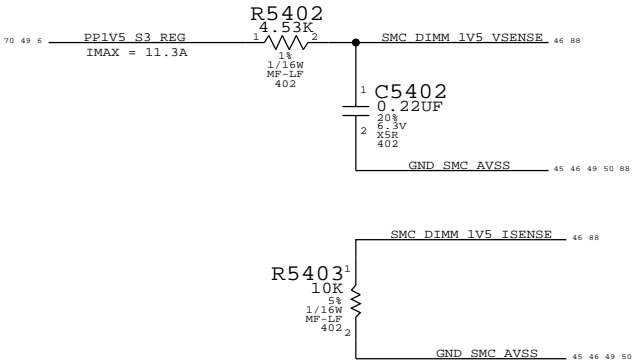 R5402
4.53K
70 49 6 PP1V5 S3 REG 1 2 SMC DIMM 1V5 VSENSE 46 88
IMAX = 11.3A
1%
1/16W
MF-LF
402
1 C5402
0.22UF
20%
6.3V
2 X5R
402
GND SMC AVSS 45 46 49 50 88
SMC DIMM 1V5 ISENSE 46 88
R5403 1
10K
5%
1/16W
MF-LF
402 2
GND SMC AVSS 45 46 49 50